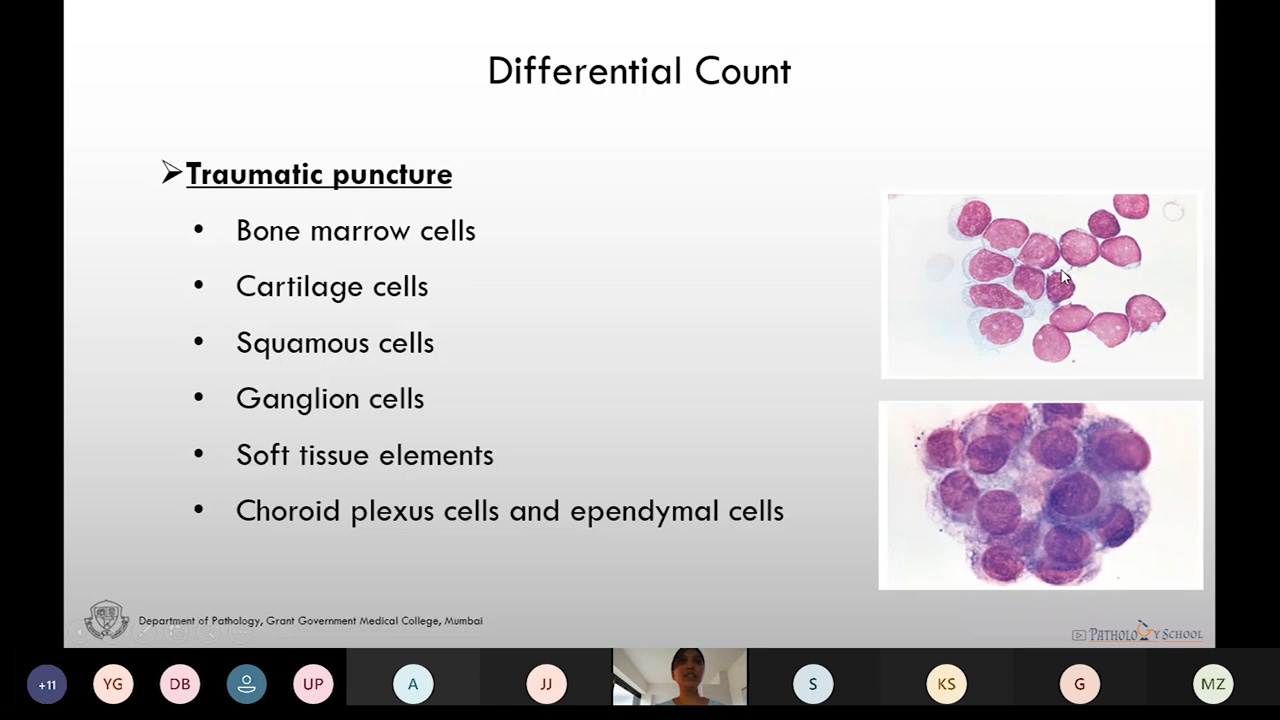 Differential Count
Traumatic puncture
• Bone marrow cells
• Cartilage cells
• Squamous cells
• Ganglion cells
• Soft tissue elements
• Choroid plexus cells and ependymal cells
Department of Pathology, Grant Government Medical College, Mumbai
PATHOLOGY SCHOOL
+11 YG DB UP A JJ S KS G MZ